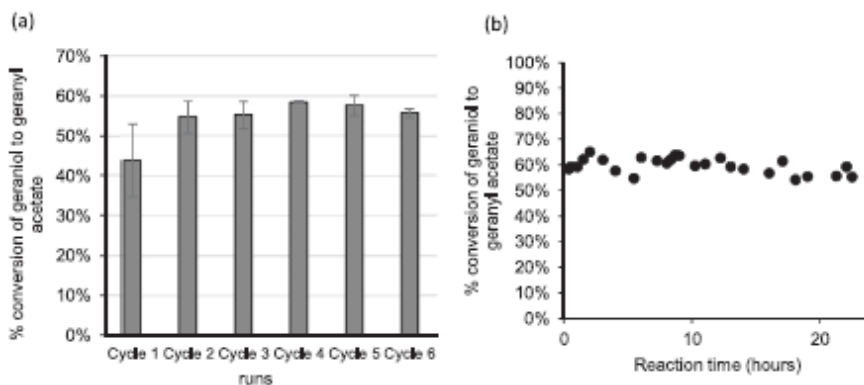 (a)
% conversion of geraniol to geranyl
acetate
70%
60%
50%
40%
30%
20%
10%
0%
Cycle 1 Cycle 2 Cycle 3 Cycle 4 Cycle 5 Cycle 6
runs
(b)
% conversion of geraniol to
geranyl acetate
100%
90%
80%
70%
60%
50%
40%
30%
20%
10%
0%
0 10 20
Reaction time (hours)